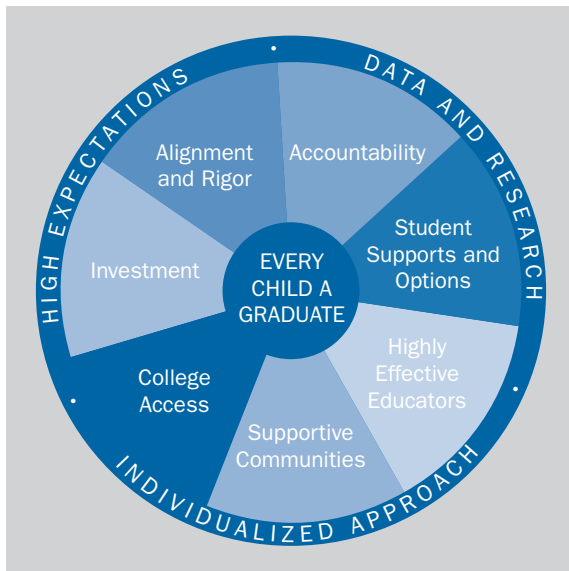 HIGH EXPECTATIONS
DATA AND RESEARCH
INDIVIDUALIZED APPROACH
Alignment
and Rigor
Accountability
Student
Supports and
Options
Highly
Effective
Educators
Supportive
Communities
College
Access
Investment
EVERY
CHILD A
GRADUATE